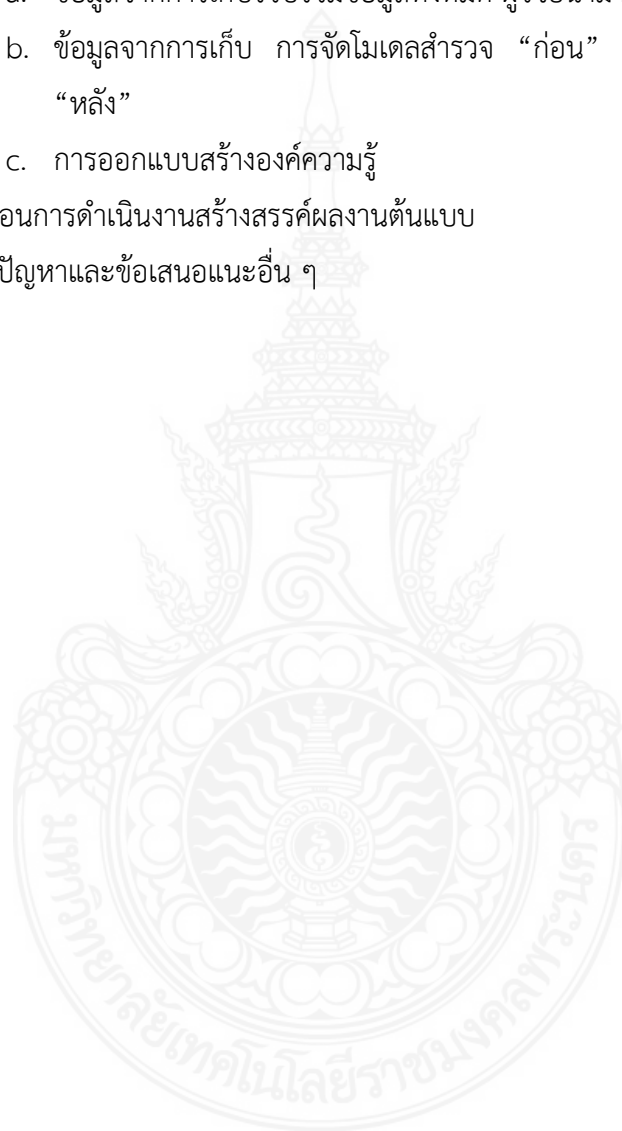 b. ข้อมูลจากการเก็บ การจัดโมเดลสำรวจ “ก่อน”
“หลัง”
c. การออกแบบสร้างองค์ความรู้
อนการดำเนินงานสร้างสรรค์ผลงานต้นแบบ
ปัญหาและข้อเสนอแนะอื่น ๆ
มหาวิทยาลัยเทคโนโลยีราชมงคลพระนคร